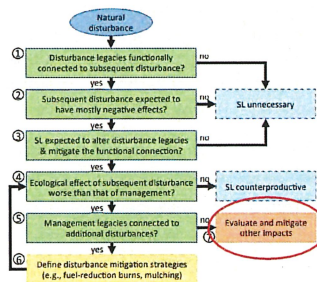 Natural
disturbance
① Disturbance legacies functionally
connected to subsequent disturbance?
no
yes
② Subsequent disturbance expected to
have mostly negative effects?
no
SL unnecessary
yes
③ SL expected to alter disturbance legacies
& mitigate the functional connection?
no
yes
④ Ecological effect of subsequent disturbance
worse than that of management?
no
SL counterproductive
yes
⑤ Management legacies connected to
additional disturbances?
no
⑦ Evaluate and mitigate
other impacts
yes
⑥ Define disturbance mitigation strategies
(e.g., fuel-reduction burns, mulching)